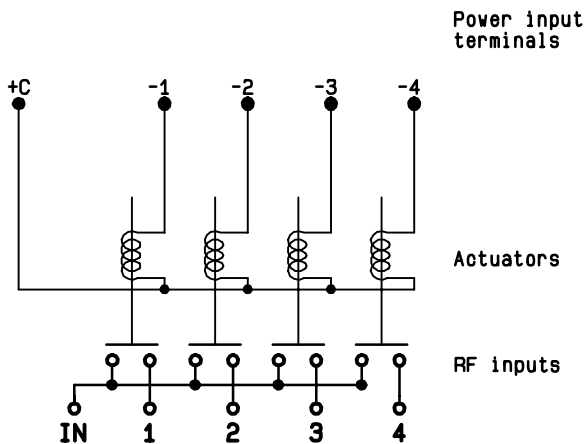 Power input
terminals
+C -1 -2 -3 -4
Actuators
RF inputs
IN 1 2 3 4